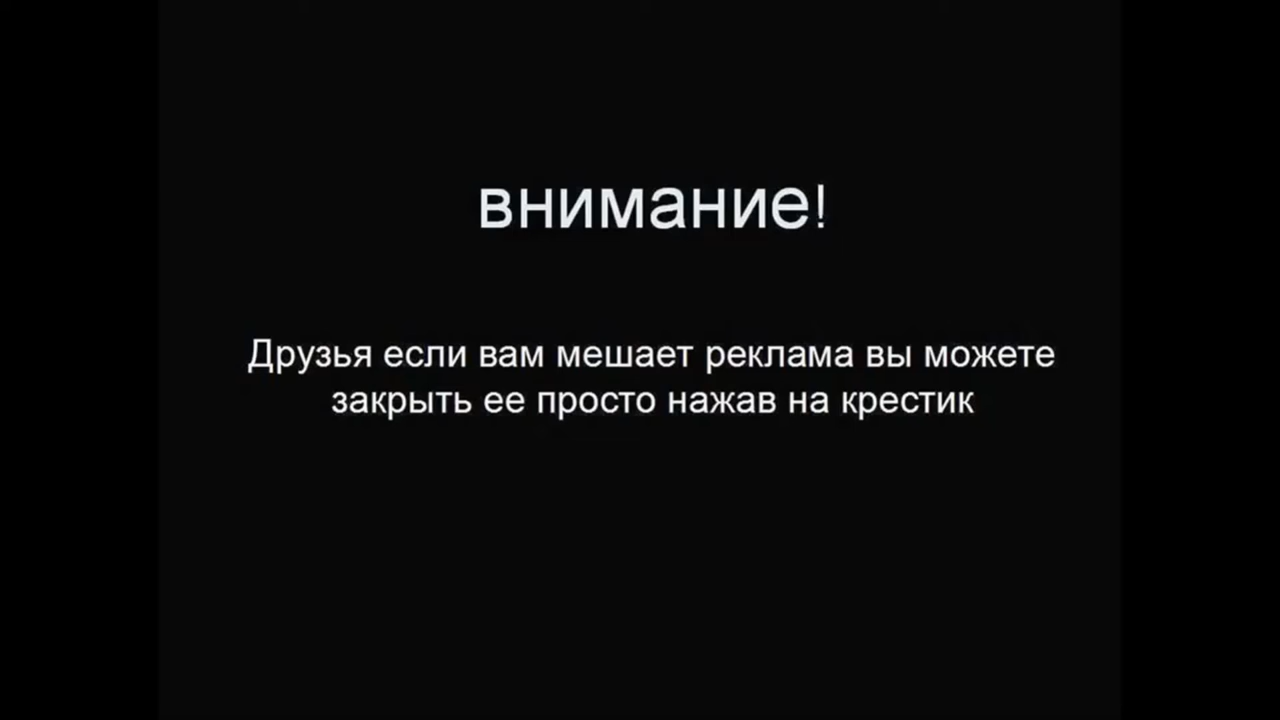 внимание!
Друзья если вам мешает реклама вы можете
закрыть ее просто нажав на крестик